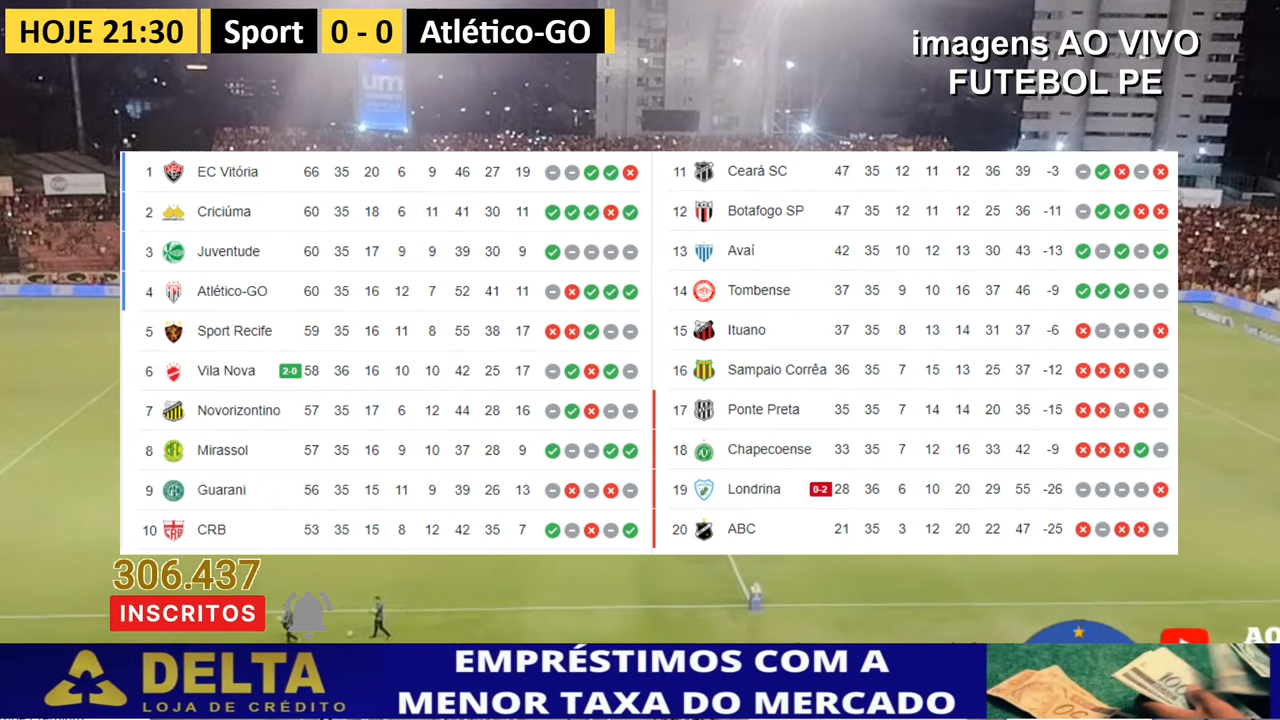 HOJE 21:30 Sport 0 - 0 Atlético-GO
imagens AO VIVO
FUTEBOL PE
um
1 EC Vitória 66 35 20 6 9 46 27 19
2 Criciúma 60 35 18 6 11 41 30 11
3 Juventude 60 35 17 9 9 39 30 9
4 Atlético-GO 60 35 16 12 7 52 41 11
5 Sport Recife 59 35 16 11 8 55 38 17
6 Vila Nova 2-0 58 36 16 10 10 42 25 17
7 Novorizontino 57 35 17 6 12 44 28 16
8 Mirassol 57 35 16 9 10 37 28 9
9 Guarani 56 35 15 11 9 39 26 13
10 CRB 53 35 15 8 12 42 35 7
11 Ceará SC 47 35 12 11 12 36 39 -3
12 Botafogo SP 47 35 12 11 12 25 36 -11
13 Avaí 42 35 10 12 13 30 43 -13
14 Tombense 37 35 9 10 16 37 46 -9
15 Ituano 37 35 8 13 14 31 37 -6
16 Sampaio Corrêa 36 35 7 15 13 25 37 -12
17 Ponte Preta 35 35 7 14 14 20 35 -15
18 Chapecoense 33 35 7 12 16 33 42 -9
19 Londrina 0-2 28 36 6 10 20 29 55 -26
20 ABC 21 35 3 12 20 22 47 -25
306.437
INSCRITOS
AO
DELTA
LOJA DE CRÉDITO
EMPRÉSTIMOS COM A
MENOR TAXA DO MERCADO